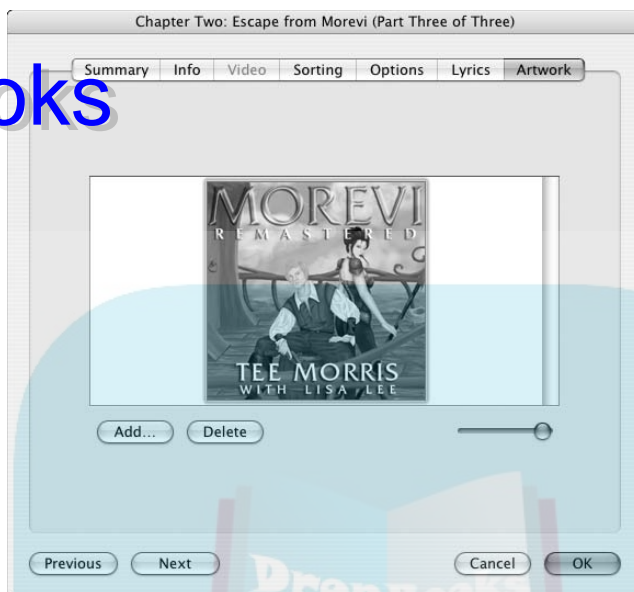 Chapter Two: Escape from Morevi (Part Three of Three)
Summary Info Video Sorting Options Lyrics Artwork
oks
MOREVI
REMASTERED
TEE MORRIS
WITH LISA LEE
Add... Delete
Previous Next Cancel OK
DropBooks